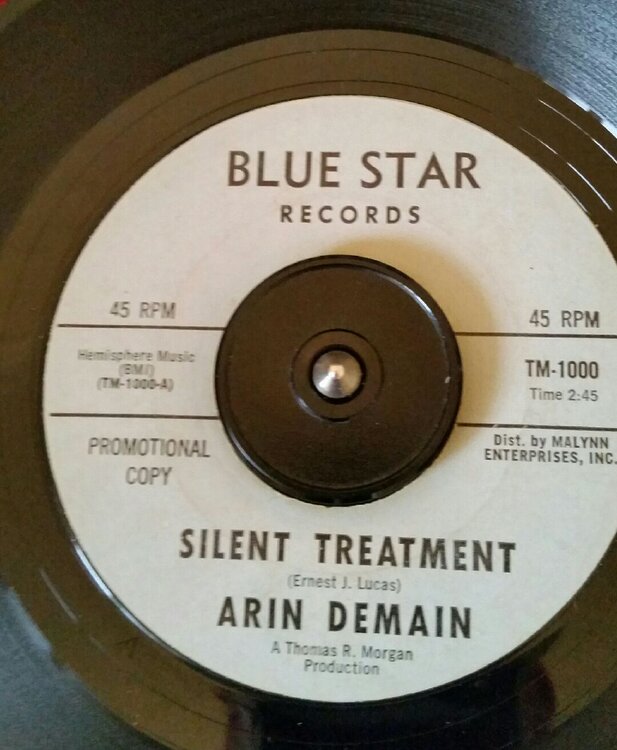 BLUE STAR
RECORDS
45 RPM
45 RPM
Hemisphere Music
(BMI)
(TM-1000-A)
TM-1000
Time 2:45
PROMOTIONAL
COPY
Dist. by MALYNN
ENTERPRISES, INC.
SILENT TREATMENT
(Ernest J. Lucas)
ARIN DEMAIN
A Thomas R. Morgan
Production